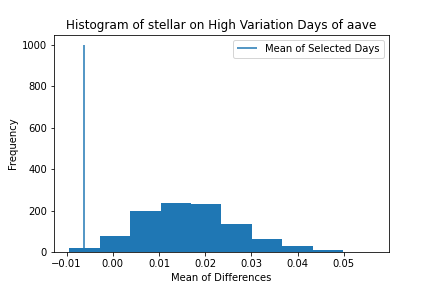 Histogram of stellar on High Variation Days of aave
Mean of Selected Days
1000
800
600
400
200
0
Frequency
−0.01 0.00 0.01 0.02 0.03 0.04 0.05
Mean of Differences